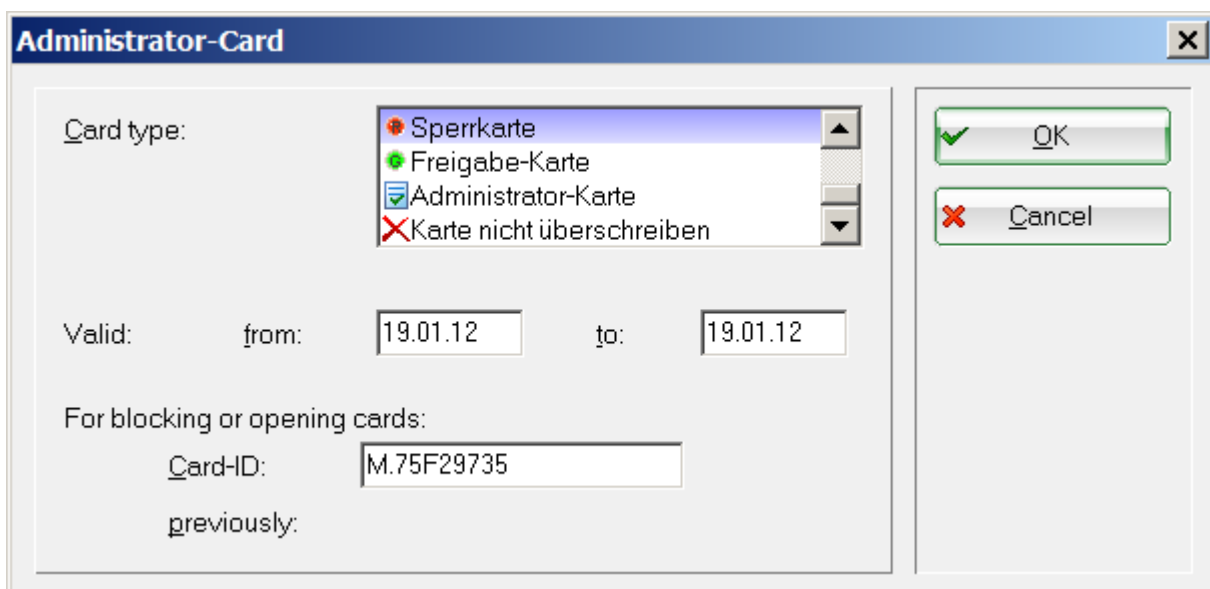 Administrator-Card
Card type:
Sperrkarte
Freigabe-Karte
Administrator-Karte
Karte nicht überschreiben
OK
Cancel
Valid: from: 19.01.12 to: 19.01.12
For blocking or opening cards:
Card-ID: M.75F29735
previously: